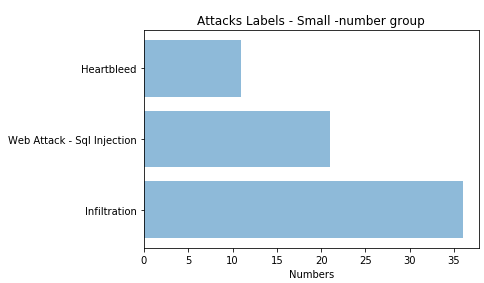 Attacks Labels - Small -number group
Heartbleed
Web Attack - Sql Injection
Infiltration
0 5 10 15 20 25 30 35
Numbers